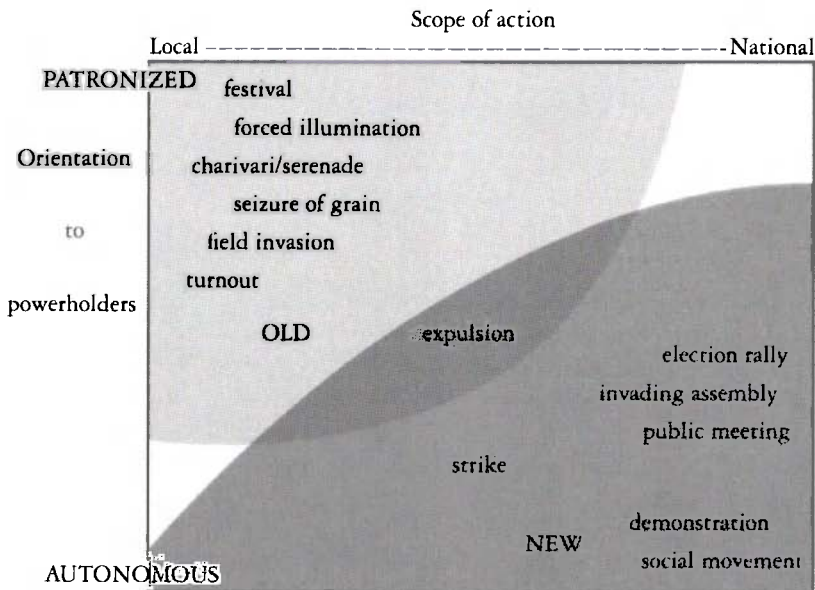 Scope of action
Local National
PATRONIZED
festival
forced illumination
Orientation
charivari/serenade
seizure of grain
to
field invasion
turnout
powerholders
OLD
expulsion
election rally
invading assembly
public meeting
strike
demonstration
NEW
social movement
AUTONOMOUS